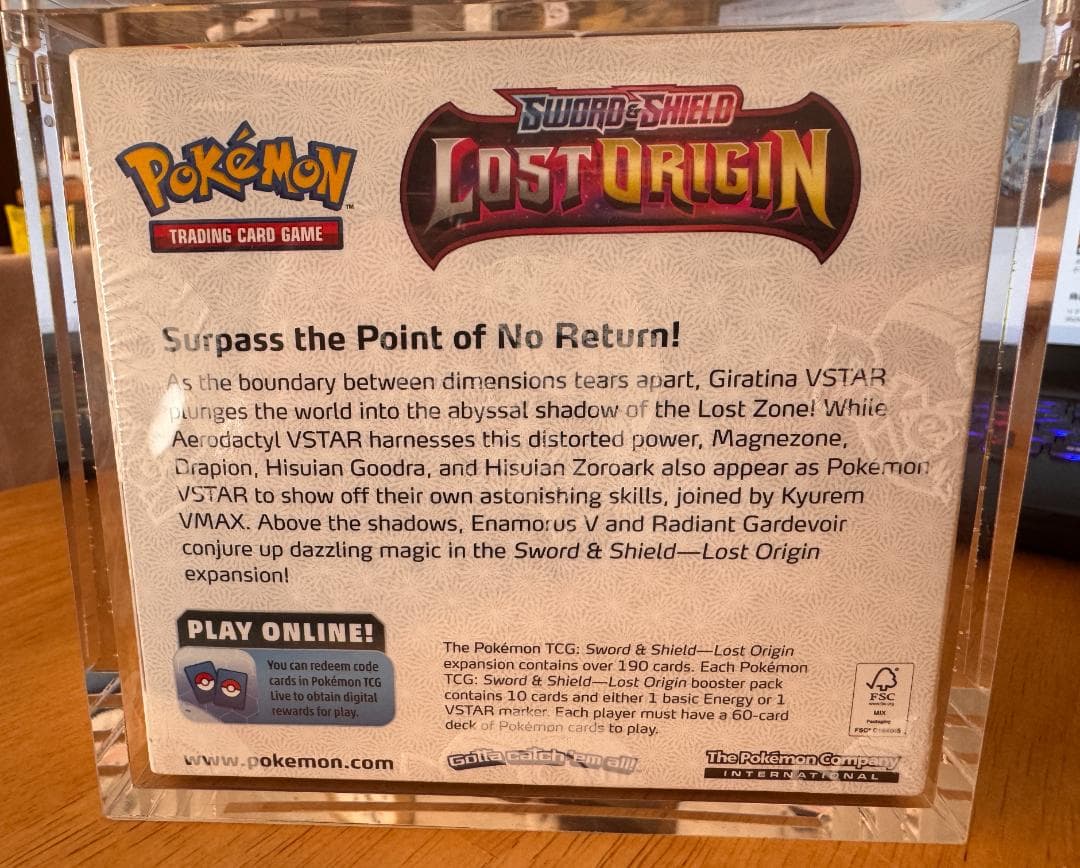 Pokémon
TRADING CARD GAME
SWORD & SHIELD
LOST ORIGIN
Surpass the Point of No Return!
As the boundary between dimensions tears apart, Giratina VSTAR
plunges the world into the abyssal shadow of the Lost Zone! While
Aerodactyl VSTAR harnesses this distorted power, Magnezone,
Drapion, Hisuian Goodra, and Hisuian Zoroark also appear as Pokémon
VSTAR to show off their own astonishing skills, joined by Kyurem
VMAX. Above the shadows, Enamorus V and Radiant Gardevoir
conjure up dazzling magic in the Sword & Shield—Lost Origin
expansion!
PLAY ONLINE!
You can redeem code
cards in Pokémon TCG
Live to obtain digital
rewards for play.
The Pokémon TCG: Sword & Shield—Lost Origin
expansion contains over 190 cards. Each Pokémon
TCG: Sword & Shield—Lost Origin booster pack
contains 10 cards and either 1 basic Energy or 1
VSTAR marker. Each player must have a 60-card
deck of Pokémon cards to play.
FSC
www.fsc.org
MIX
Packaging
www.pokemon.com
Gotta catch 'em all!
The Pokémon Company
INTERNATIONAL